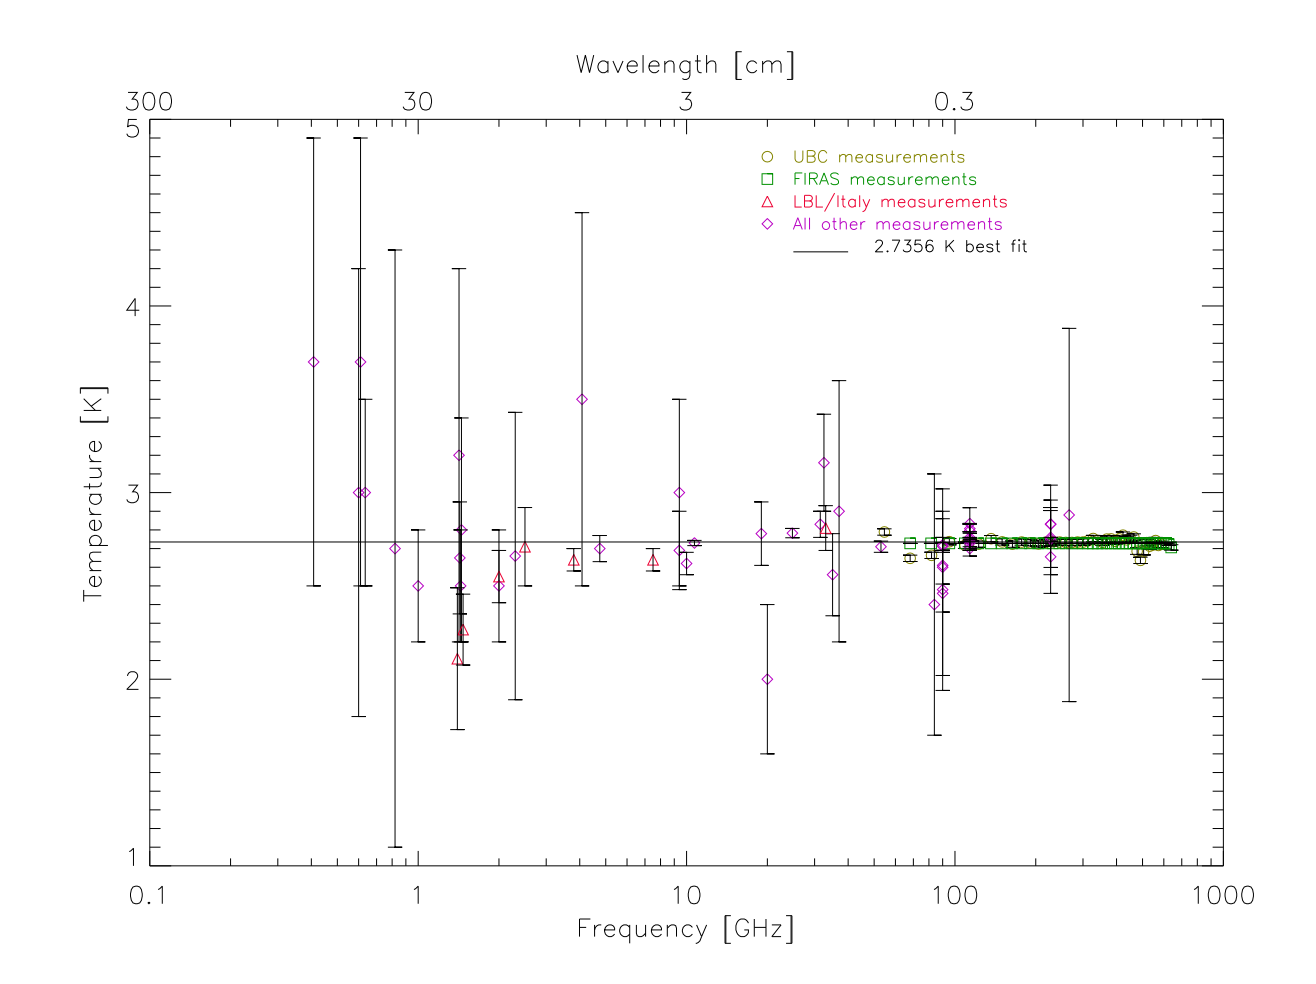 Wavelength [cm]
300 30 3 0.3
5
4
3
2
1
Temperature [K]
UBC measurements
FIRAS measurements
LBL/Italy measurements
All other measurements
2.7356 K best fit
0.1 1 10 100 1000
Frequency [GHz]